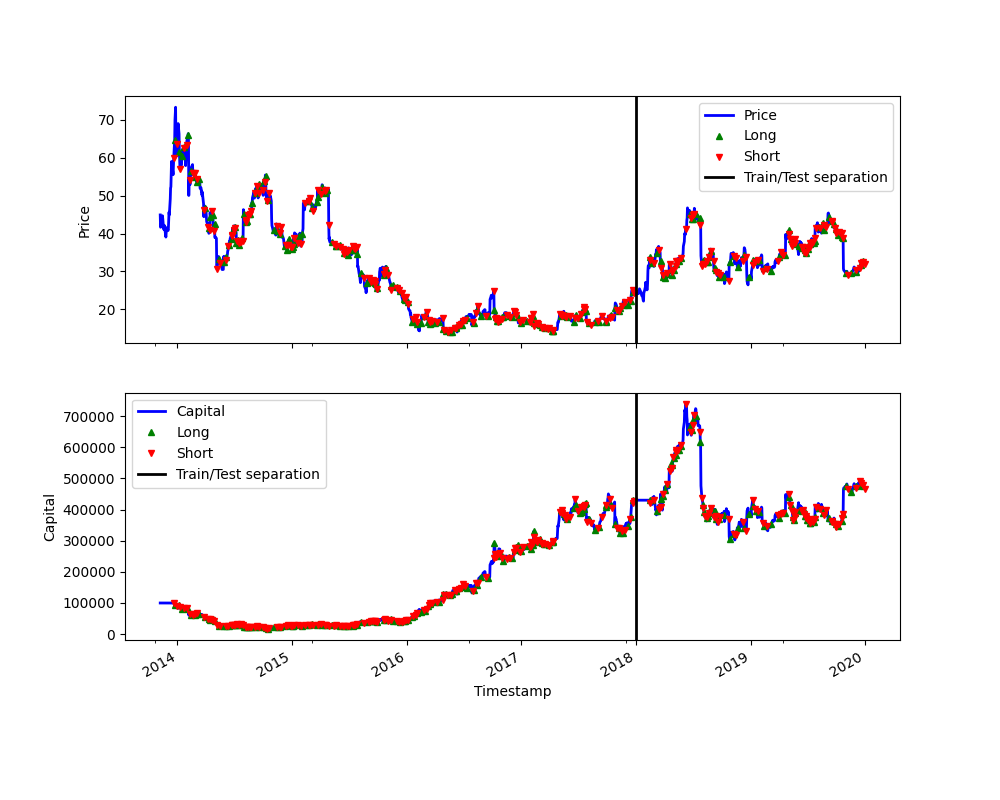 Price
70
60
50
40
30
20
Price
Long
Short
Train/Test separation
Capital
700000
600000
500000
400000
300000
200000
100000
0
Capital
Long
Short
Train/Test separation
2014 2015 2016 2017 2018 2019 2020
Timestamp